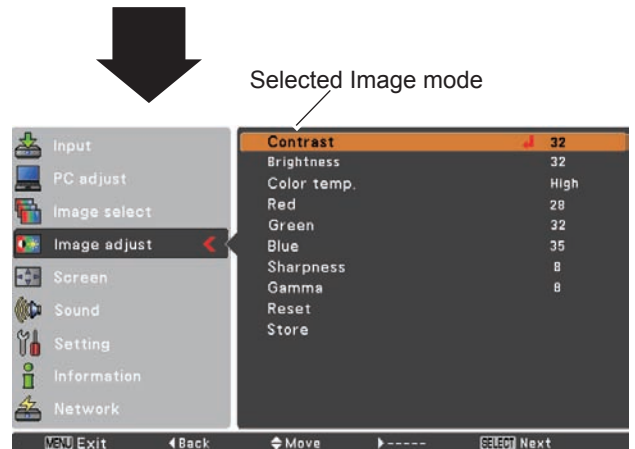 Selected Image mode
Input
PC adjust
Image select
Image adjust
Screen
Sound
Setting
Information
Network
Contrast 32
Brightness 32
Color temp. High
Red 28
Green 32
Blue 35
Sharpness 8
Gamma 8
Reset
Store
MENU Exit ◀Back Move ▶----- SELECT Next